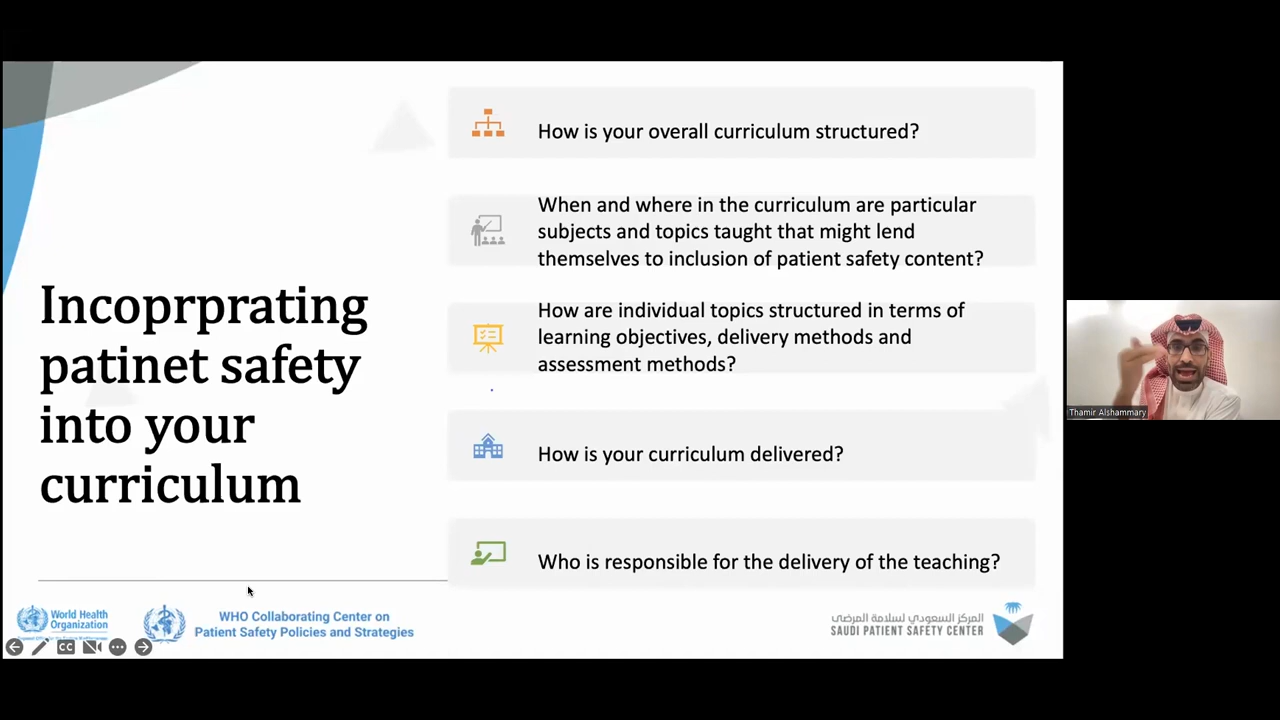 How is your overall curriculum structured?
When and where in the curriculum are particular
subjects and topics taught that might lend
themselves to inclusion of patient safety content?
Incoprprating
patinet safety
into your
curriculum
How are individual topics structured in terms of
learning objectives, delivery methods and
assessment methods?
How is your curriculum delivered?
Who is responsible for the delivery of the teaching?
World Health
Organization
WHO Collaborating Center on
Patient Safety Policies and Strategies
المركز السعودي لسلامة المرضى
SAUDI PATIENT SAFETY CENTER
CC
Thamir Alshammary